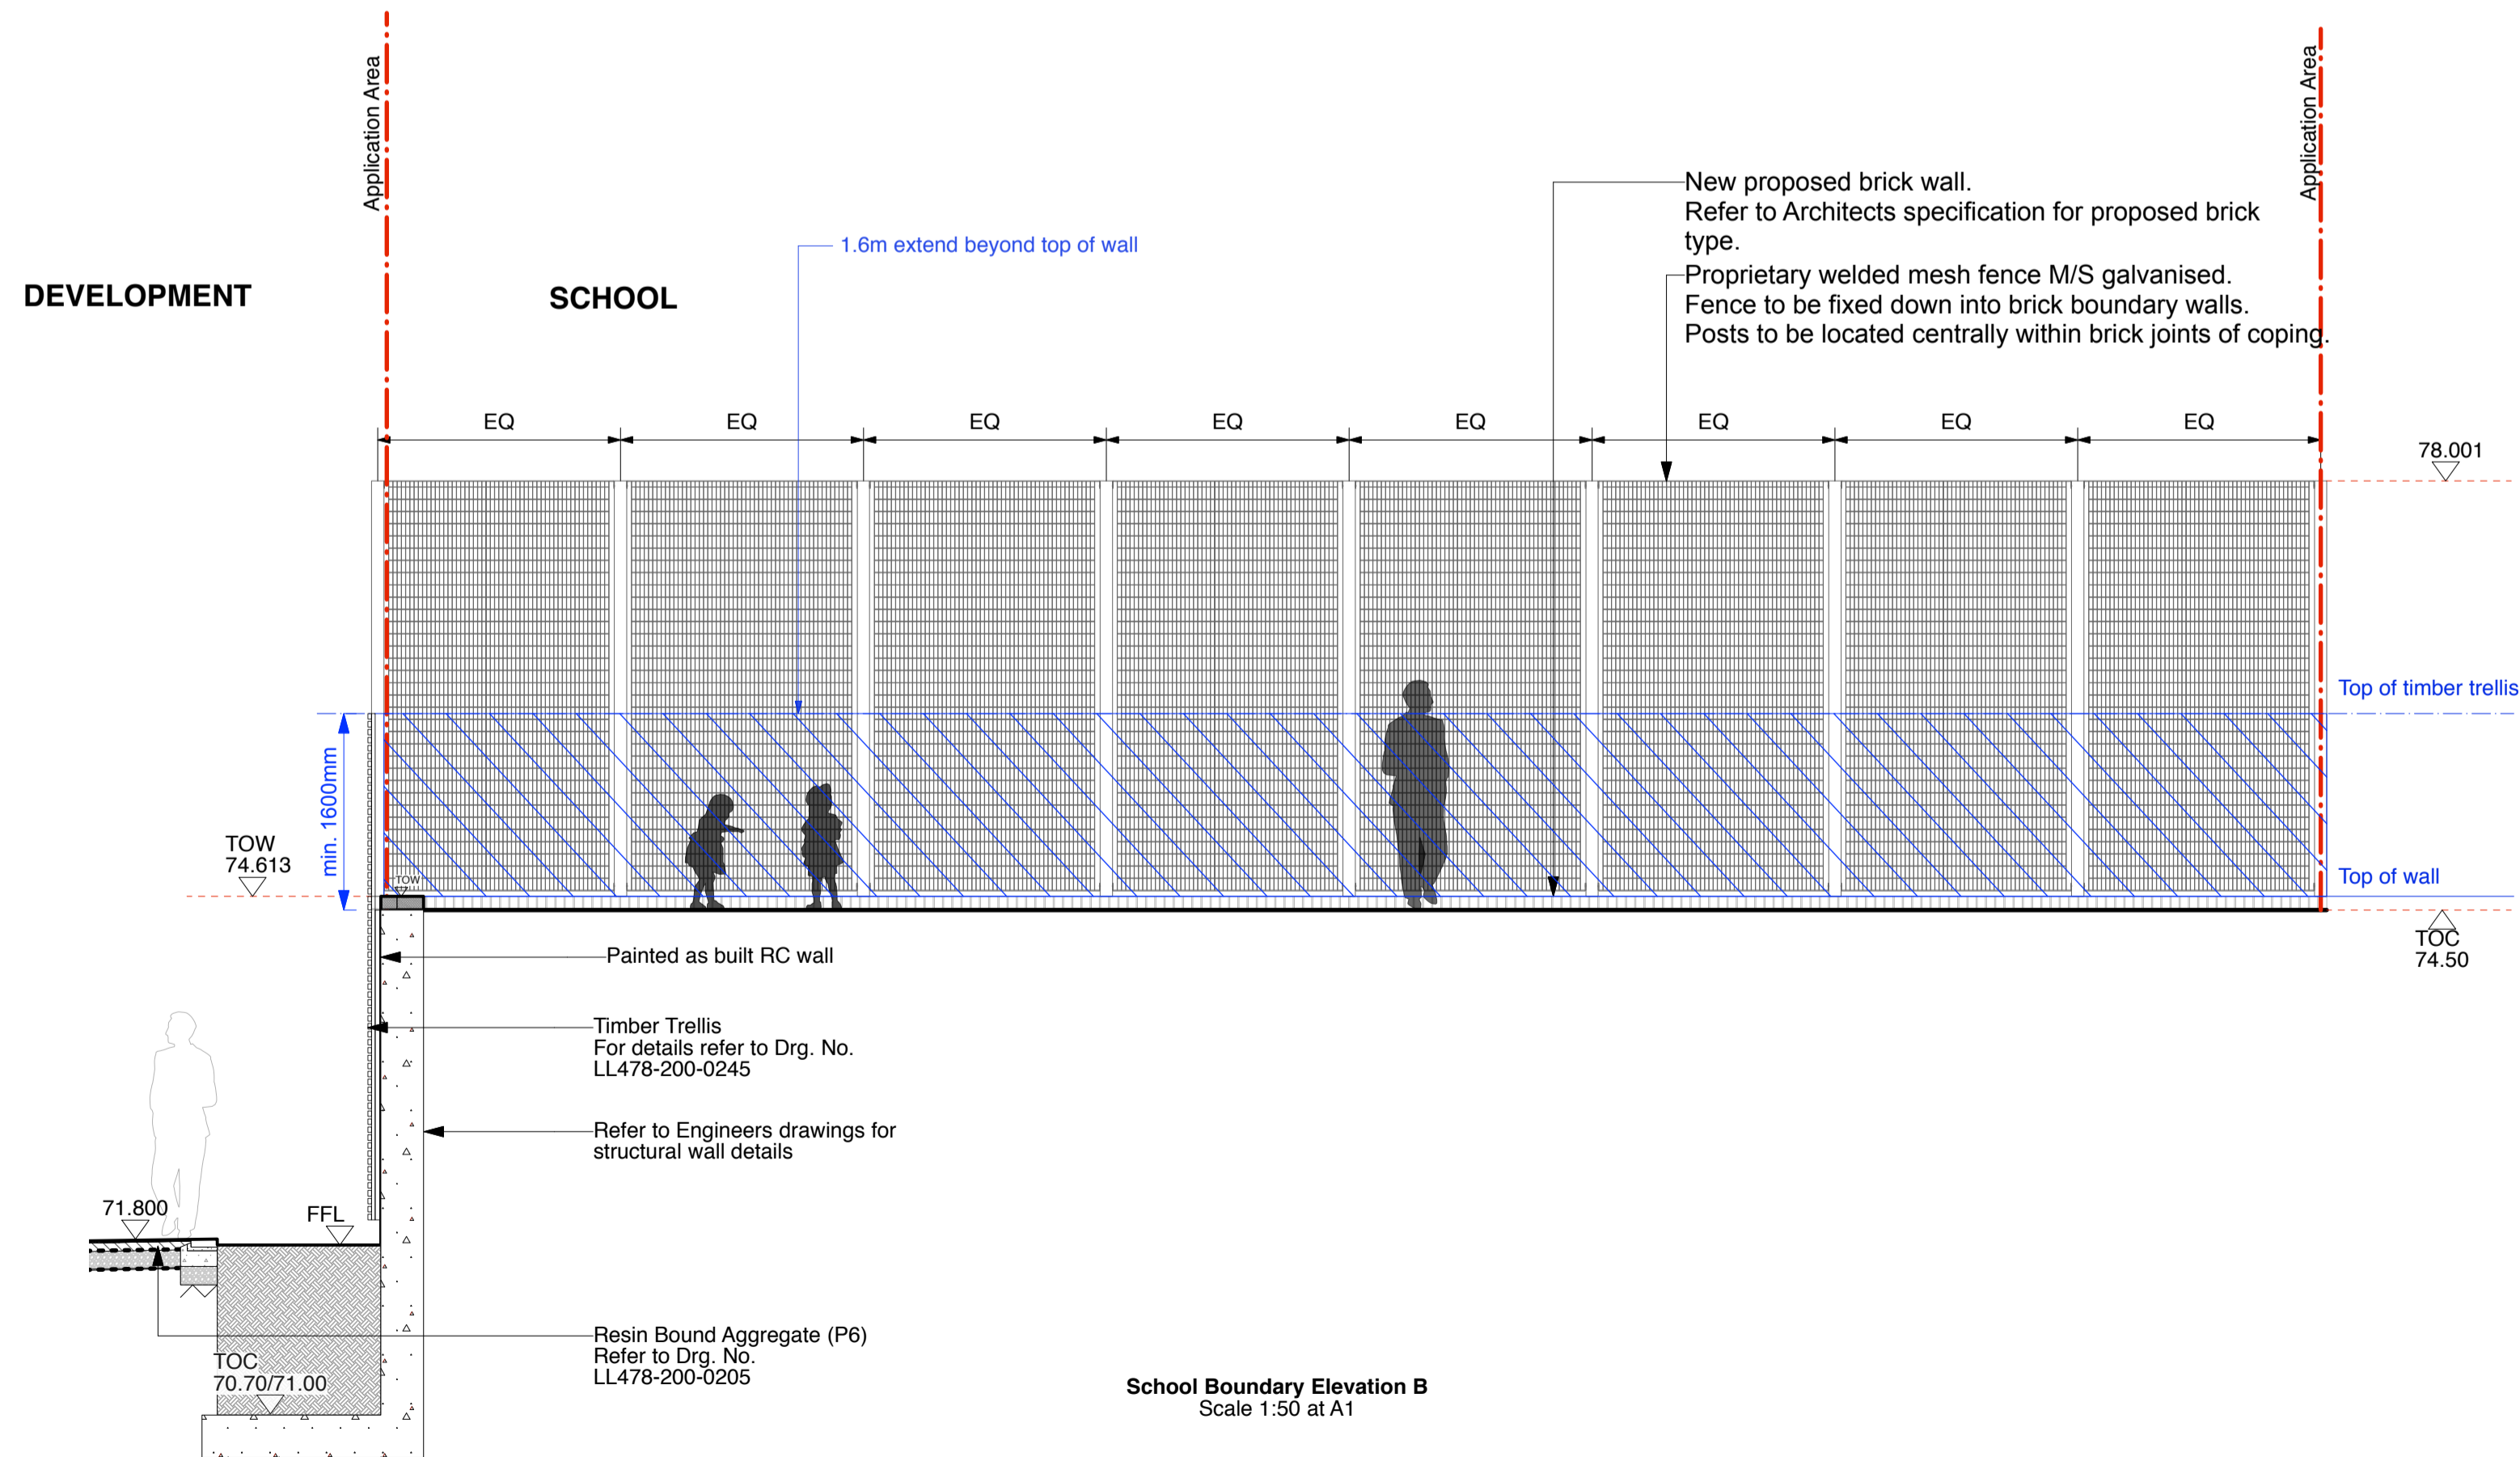 Application Area
Application Area
New proposed brick wall.
Refer to Architects specification for proposed brick
type.
1.6m extend beyond top of wall
Proprietary welded mesh fence M/S galvanised.
Fence to be fixed down into brick boundary walls.
Posts to be located centrally within brick joints of coping.
DEVELOPMENT
SCHOOL
EQ
EQ
EQ
EQ
EQ
EQ
EQ
EQ
78.001
Top of timber trellis
min. 1600mm
TOW
74.613
TOW
Top of wall
TOC
74.50
Painted as built RC wall
Timber Trellis
For details refer to Drg. No.
LL478-200-0245
Refer to Engineers drawings for
structural wall details
71.800
FFL
Resin Bound Aggregate (P6)
Refer to Drg. No.
LL478-200-0205
TOC
70.70/71.00
School Boundary Elevation B
Scale 1:50 at A1